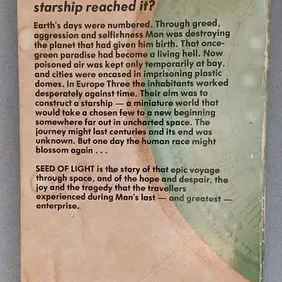 starship reached it?
Earth's days were numbered. Through greed,
aggression and selfishness Man was destroying
the planet that had given him birth. That once-
green paradise had become a living hell. Now
poisoned air was kept only temporarily at bay,
and cities were encased in imprisoning plastic
domes. In Europe Three the inhabitants worked
desperately against time. Their aim was to
construct a starship — a miniature world that
would take a chosen few to a new beginning
somewhere far out in uncharted space. The
journey might last centuries and its end was
unknown. But one day the human race might
blossom again . . .
SEED OF LIGHT is the story of that epic voyage
through space, and of the hope and despair, the
joy and the tragedy that the travellers
experienced during Man's last — and greatest —
enterprise.